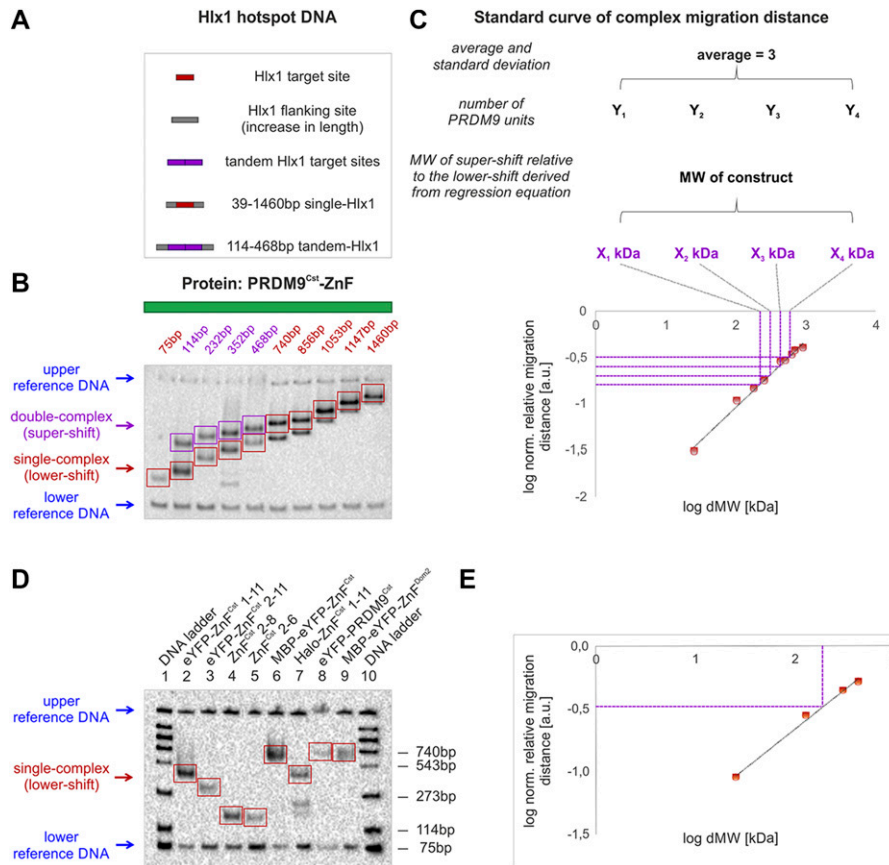 A
Hlx1 hotspot DNA
Hlx1 target site
Hlx1 flanking site
(increase in length)
tandem Hlx1 target sites
39-1460bp single-Hlx1
114-468bp tandem-Hlx1
B
Protein: PRDM9Cst-ZnF
75bp
114bp
232bp
352bp
468bp
740bp
856bp
1053bp
1147bp
1460bp
upper
reference DNA
double-complex
(super-shift)
single-complex
(lower-shift)
lower
reference DNA
C
Standard curve of complex migration distance
average and
standard deviation
average = 3
number of
PRDM9 units
Y1 Y2 Y3 Y4
MW of super-shift relative
to the lower-shift derived
from regression equation
MW of construct
X1 kDa X2 kDa X3 kDa X4 kDa
0 1 2 3 4
0
-0,5
-1
-1,5
-2
log norm. relative migration
distance [a.u.]
log dMW [kDa]
D
DNA ladder
eYFP-ZnFCst 1-11
eYFP-ZnFCst 2-11
ZnFCst 2-8
ZnFCst 2-6
MBP-eYFP-ZnFCst
Halo-ZnFCst 1-11
eYFP-PRDM9Cst
MBP-eYFP-ZnFDom2
DNA ladder
1 2 3 4 5 6 7 8 9 10
upper
reference DNA
single-complex
(lower-shift)
lower
reference DNA
740bp
543bp
273bp
114bp
75bp
E
0 1 2
0,0
-0,5
-1,0
-1,5
log norm. relative migration
distance [a.u.]
log dMW [kDa]